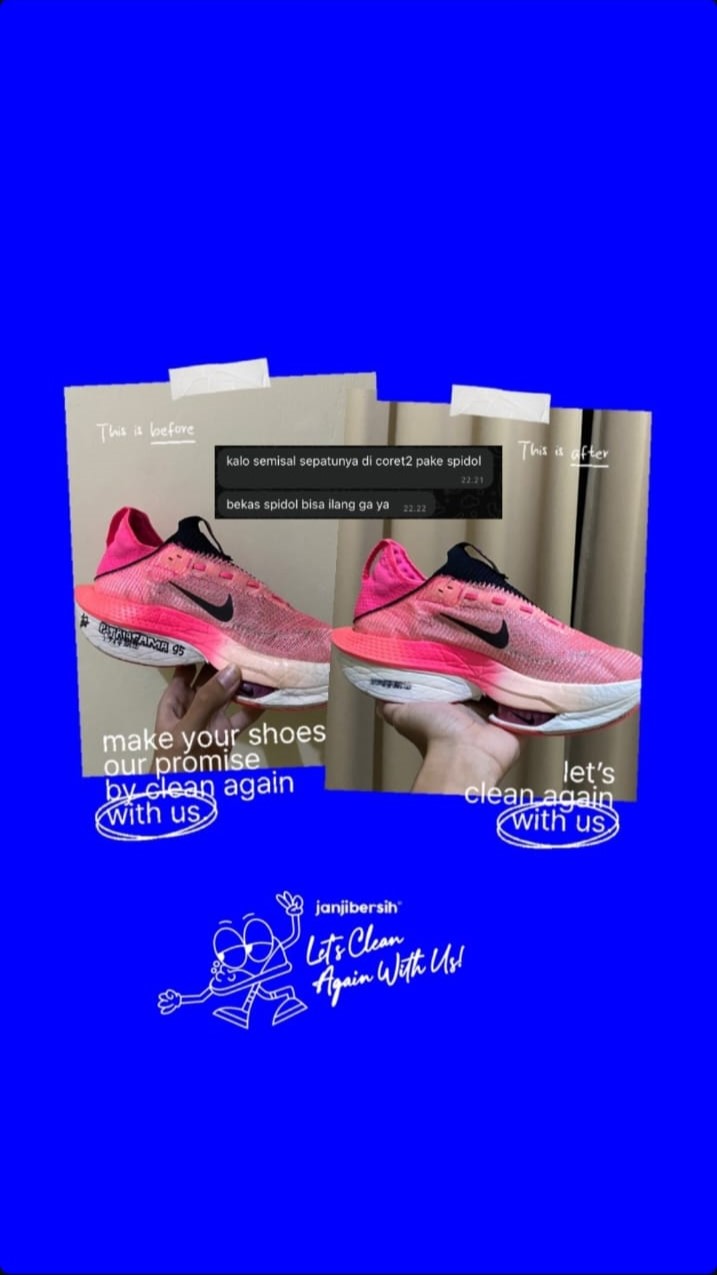 This is before
This is after
kalo semisal sepatunya di coret2 pake spidol
22.21
bekas spidol bisa ilang ga ya
22.22
make your shoes
our promise
by clean again
with us.
let's
clean again
with us
janjibersih
Let's Clean
Again With Us!